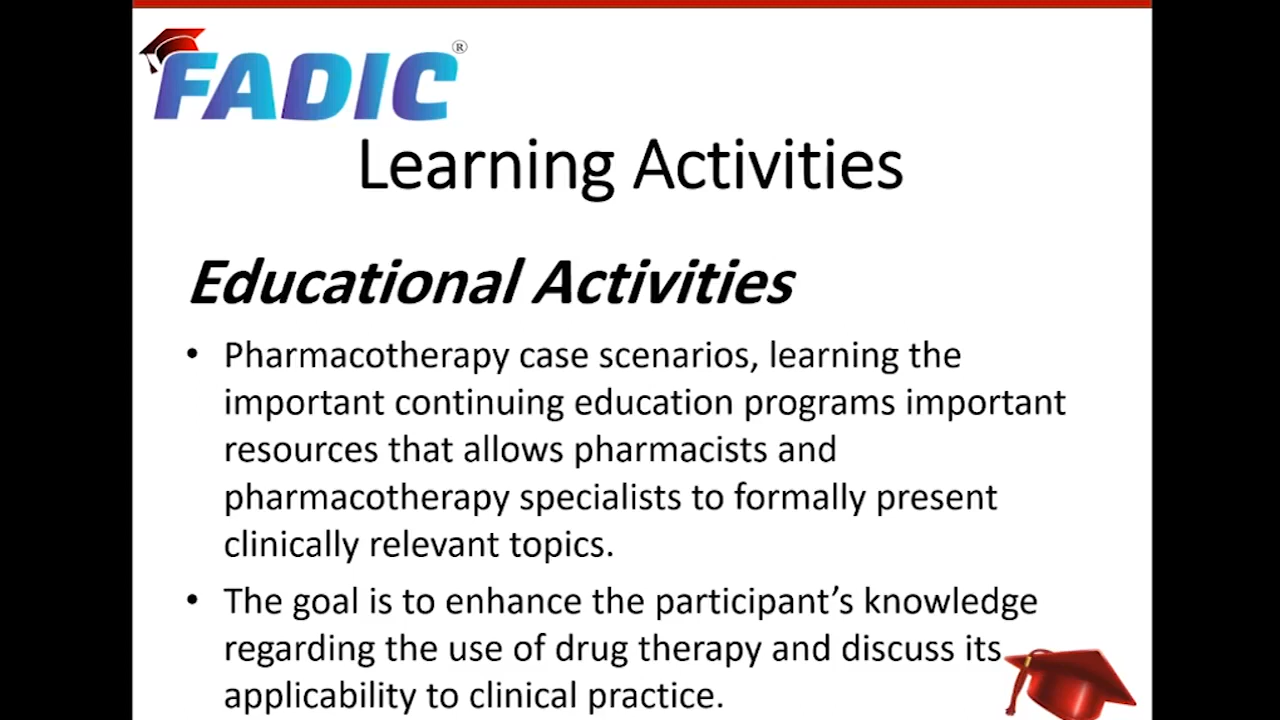 FADIC®
Learning Activities
Educational Activities
• Pharmacotherapy case scenarios, learning the
important continuing education programs important
resources that allows pharmacists and
pharmacotherapy specialists to formally present
clinically relevant topics.
• The goal is to enhance the participant’s knowledge
regarding the use of drug therapy and discuss its
applicability to clinical practice.